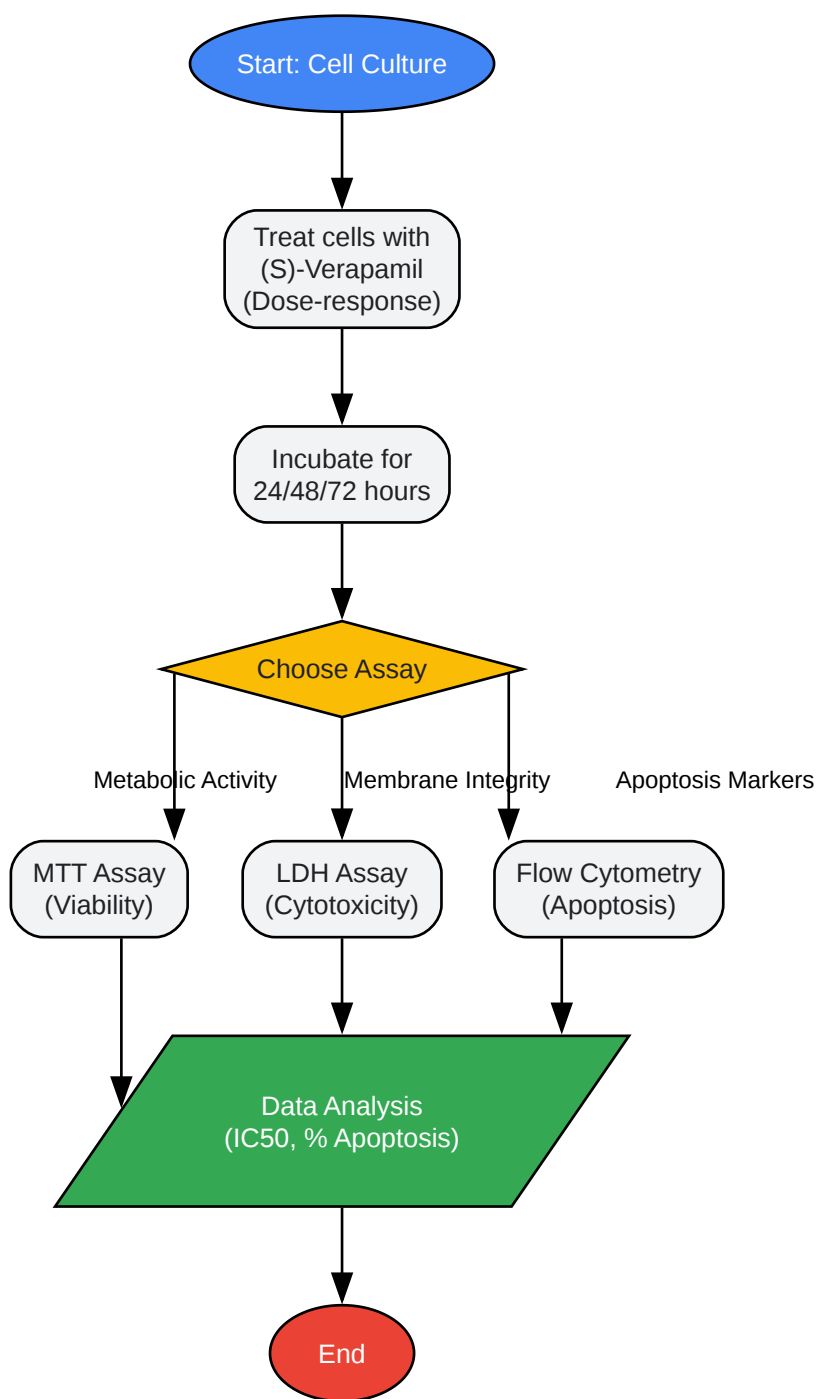 Start: Cell Culture
Treat cells with
(S)-Verapamil
(Dose-response)
Incubate for
24/48/72 hours
Choose Assay
Metabolic Activity
Membrane Integrity
Apoptosis Markers
MTT Assay
(Viability)
LDH Assay
(Cytotoxicity)
Flow Cytometry
(Apoptosis)
Data Analysis
(IC50, % Apoptosis)
End